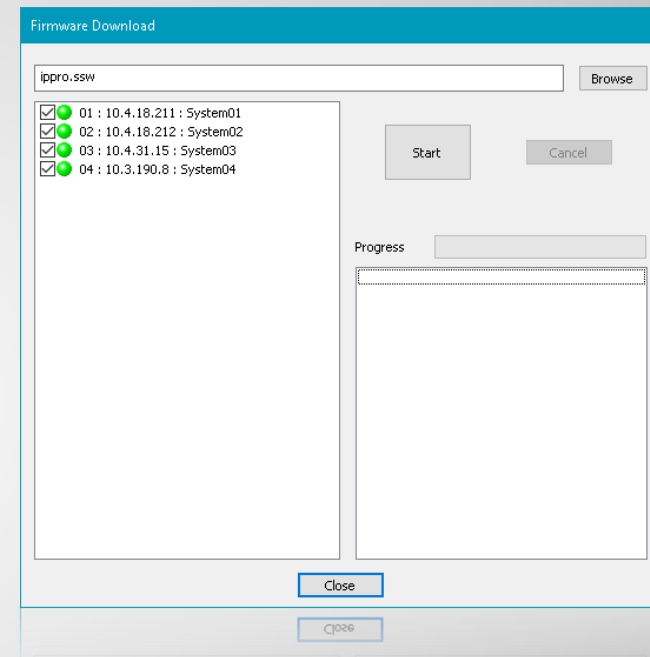 Firmware Download
ippro.ssw
Browse
01 : 10.4.18.211 : System01
02 : 10.4.18.212 : System02
03 : 10.4.31.15 : System03
04 : 10.3.190.8 : System04
Start
Cancel
Progress
Close
Close